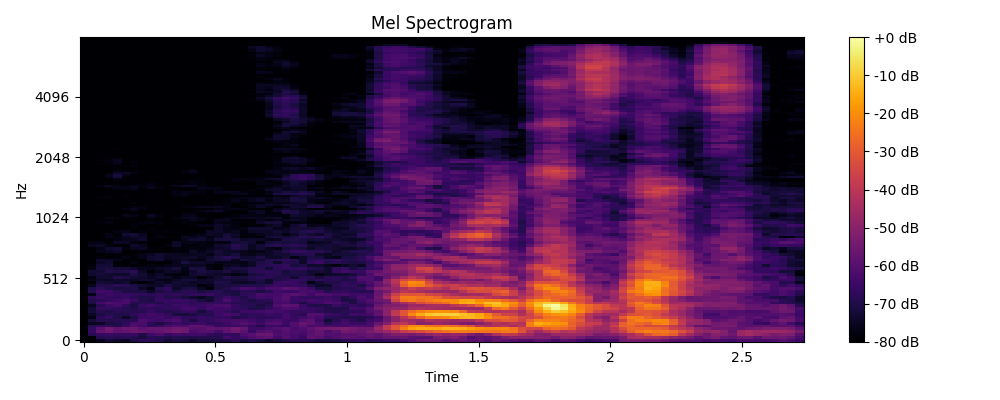 Mel Spectrogram
+0 dB
-10 dB
-20 dB
-30 dB
-40 dB
-50 dB
-60 dB
-70 dB
-80 dB
Hz
4096
2048
1024
512
0
0 0.5 1 1.5 2 2.5
Time